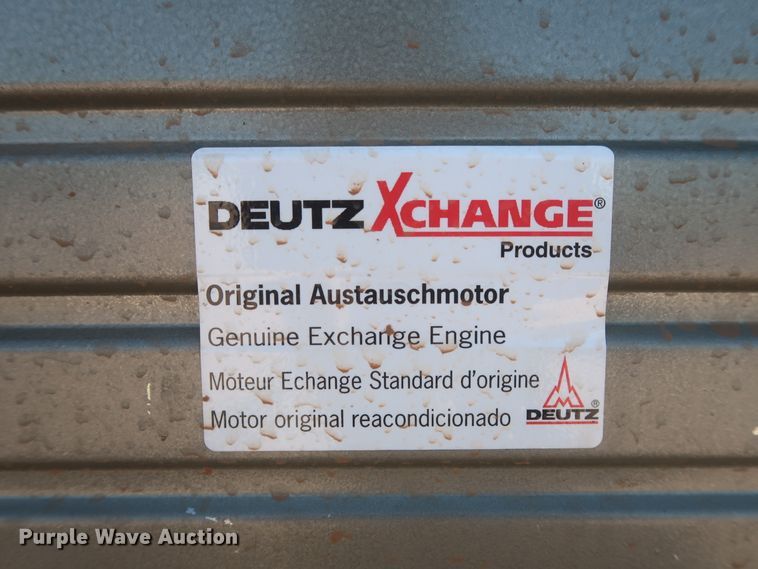 DEUTZ XCHANGE®
Products
Original Austauschmotor
Genuine Exchange Engine
Moteur Echange Standard d'origine
Motor original reacondicionado
DEUTZ®
Purple Wave Auction